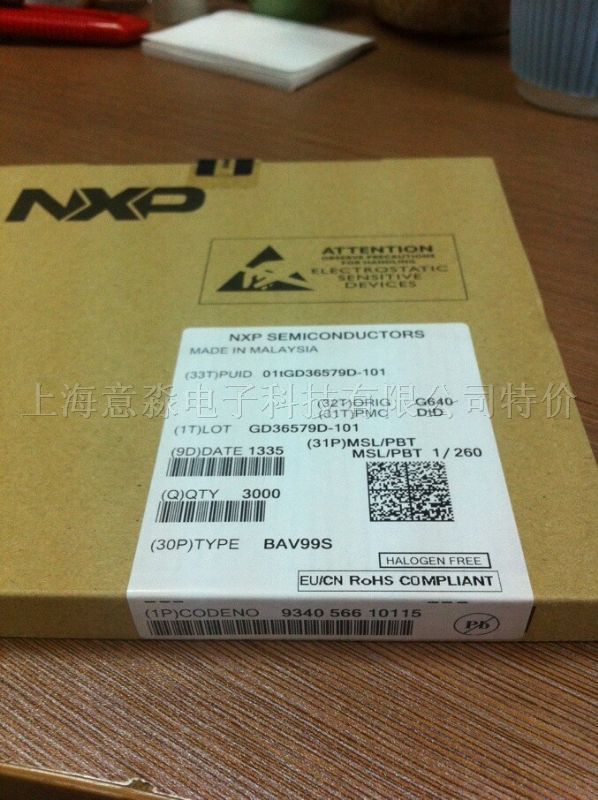 NXP
ATTENTION
OBSERVE PRECAUTIONS
FOR HANDLING
ELECTROSTATIC
SENSITIVE
DEVICES
NXP SEMICONDUCTORS
MADE IN MALAYSIA
(33T)PUID 01tGD36579D-101
上海意淼电子科技有限公司特价
(32T)ORIG G640
(31T)PMC DtD
(1T)LOT GD36579D-101
(31P)MSL/PBT
(9D)DATE 1335
MSL/PBT 1/260
(Q)QTY 3000
(30P)TYPE BAV99S
HALOGEN FREE
EU/CN RoHS COMPLIANT
(1P)CODENO 9340 566 10115
Pb